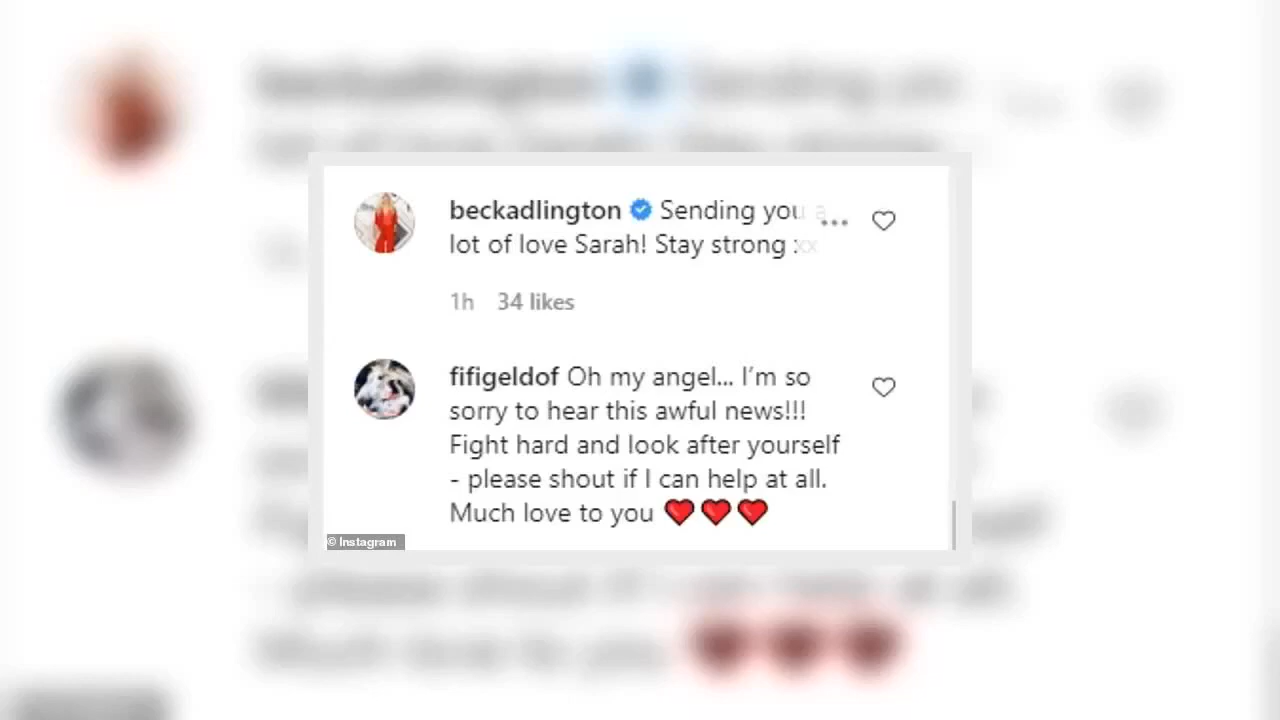 beckadlington Sending you a
lot of love Sarah! Stay strong xx
1h 34 likes
fifigeldof Oh my angel... I’m so
sorry to hear this awful news!!!
Fight hard and look after yourself
- please shout if I can help at all.
Much love to you ❤️❤️❤️
© Instagram